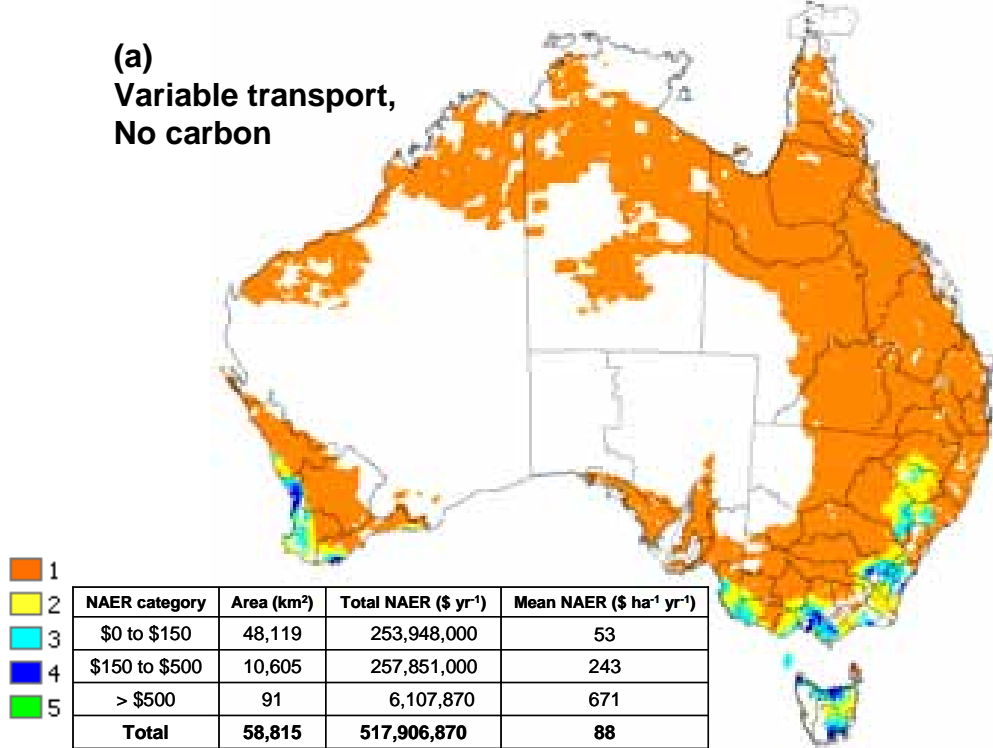 (a)
Variable transport,
No carbon
1
2
3
4
5
NAER category Area (km²) Total NAER ($ yr⁻¹) Mean NAER ($ ha⁻¹ yr⁻¹)
$0 to $150 48,119 253,948,000 53
$150 to $500 10,605 257,851,000 243
> $500 91 6,107,870 671
Total 58,815 517,906,870 88